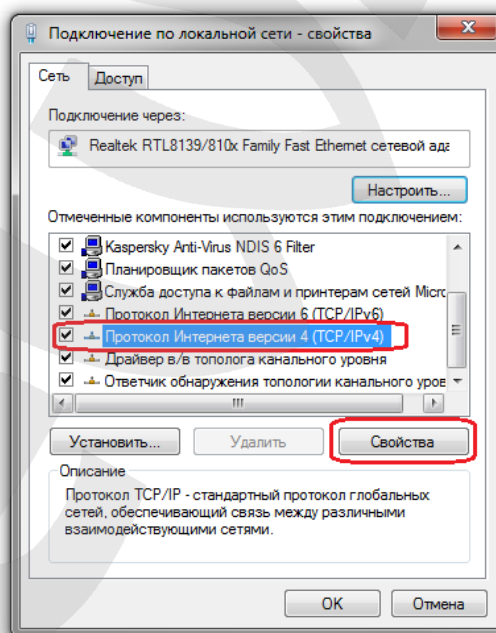 Подключение по локальной сети - свойства
Сеть Доступ
Подключение через:
Realtek RTL8139/810x Family Fast Ethernet сетевой ада
Настроить...
Отмеченные компоненты используются этим подключением:
Kaspersky Anti-Virus NDIS 6 Filter
Планировщик пакетов QoS
Служба доступа к файлам и принтерам сетей Micro
Протокол Интернета версии 6 (TCP/IPv6)
Протокол Интернета версии 4 (TCP/IPv4)
Драйвер в/в тополога канального уровня
Ответчик обнаружения топологии канального уров
Установить... Удалить Свойства
Описание
Протокол TCP/IP - стандартный протокол глобальных
сетей, обеспечивающий связь между различными
взаимодействующими сетями.
OK Отмена